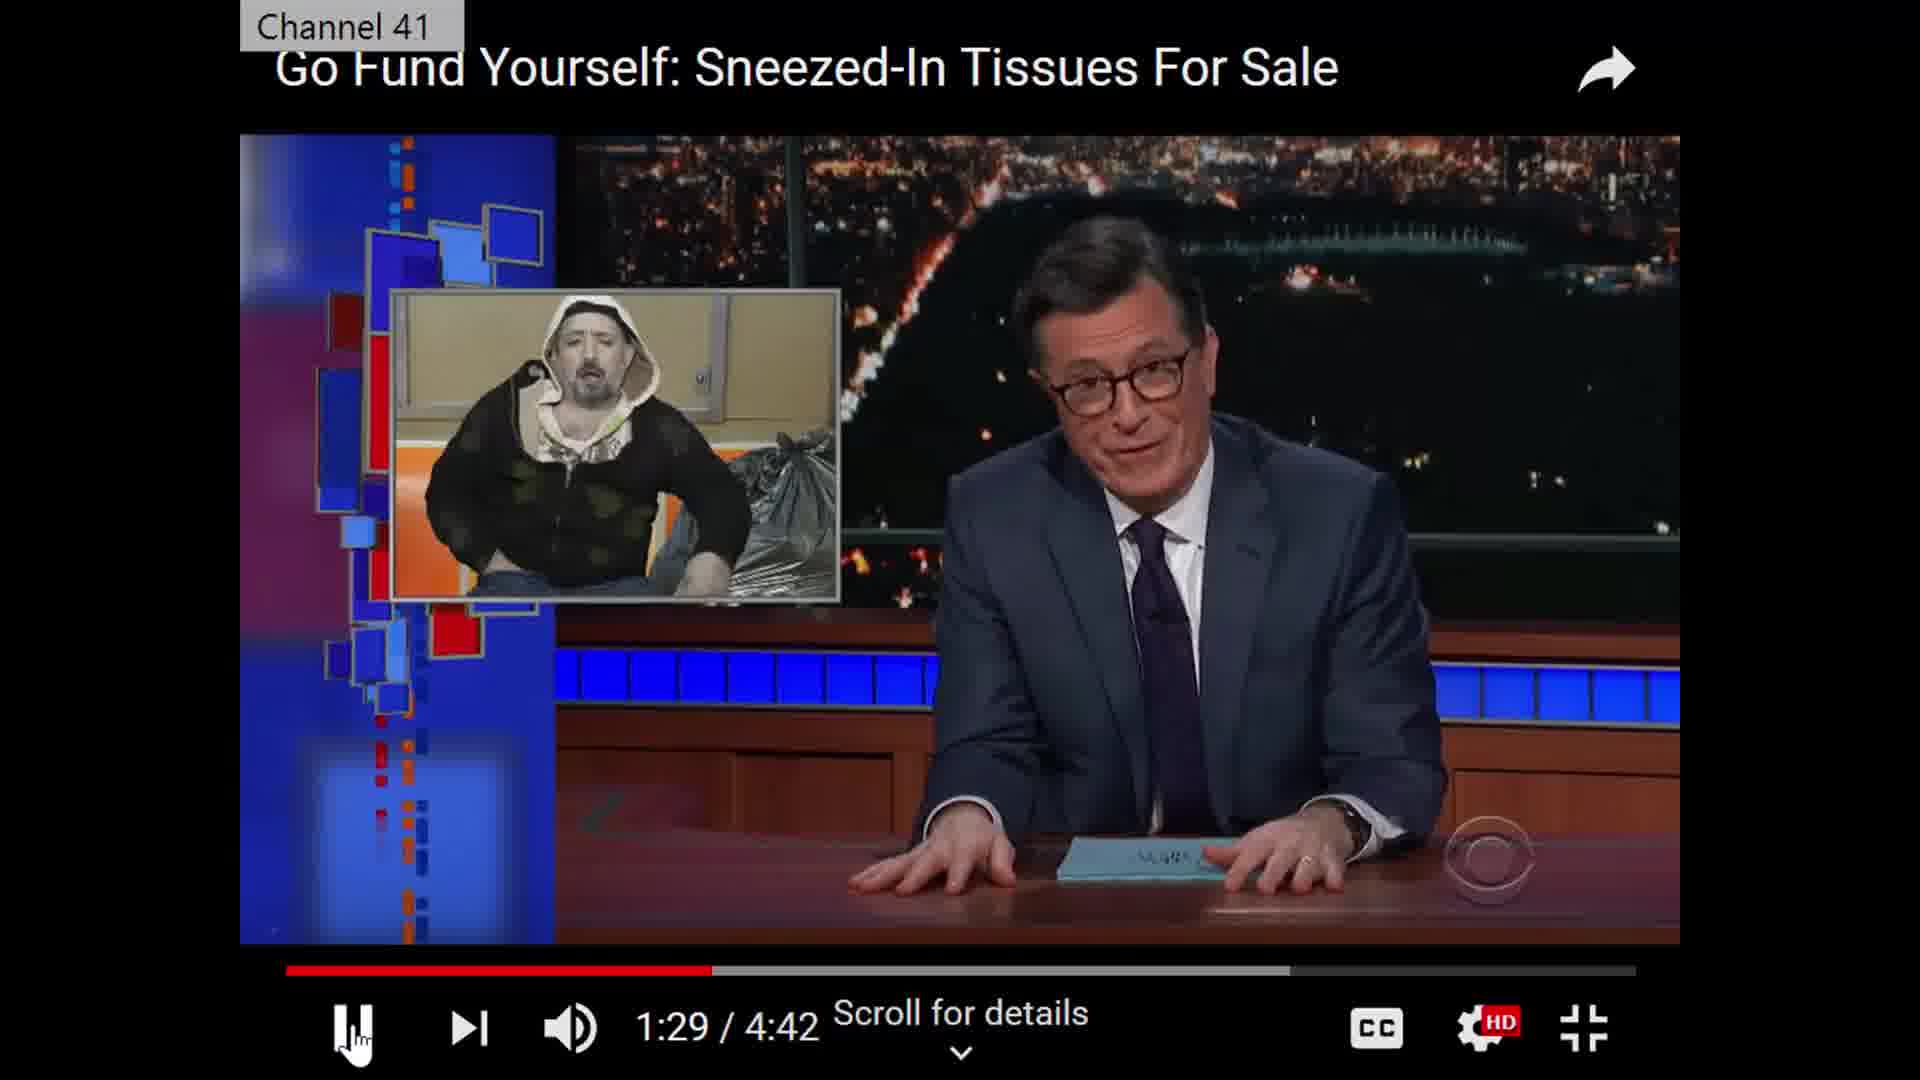 Channel 41
Go Fund Yourself: Sneezed-In Tissues For Sale
1:29 / 4:42
Scroll for details
CC
HD